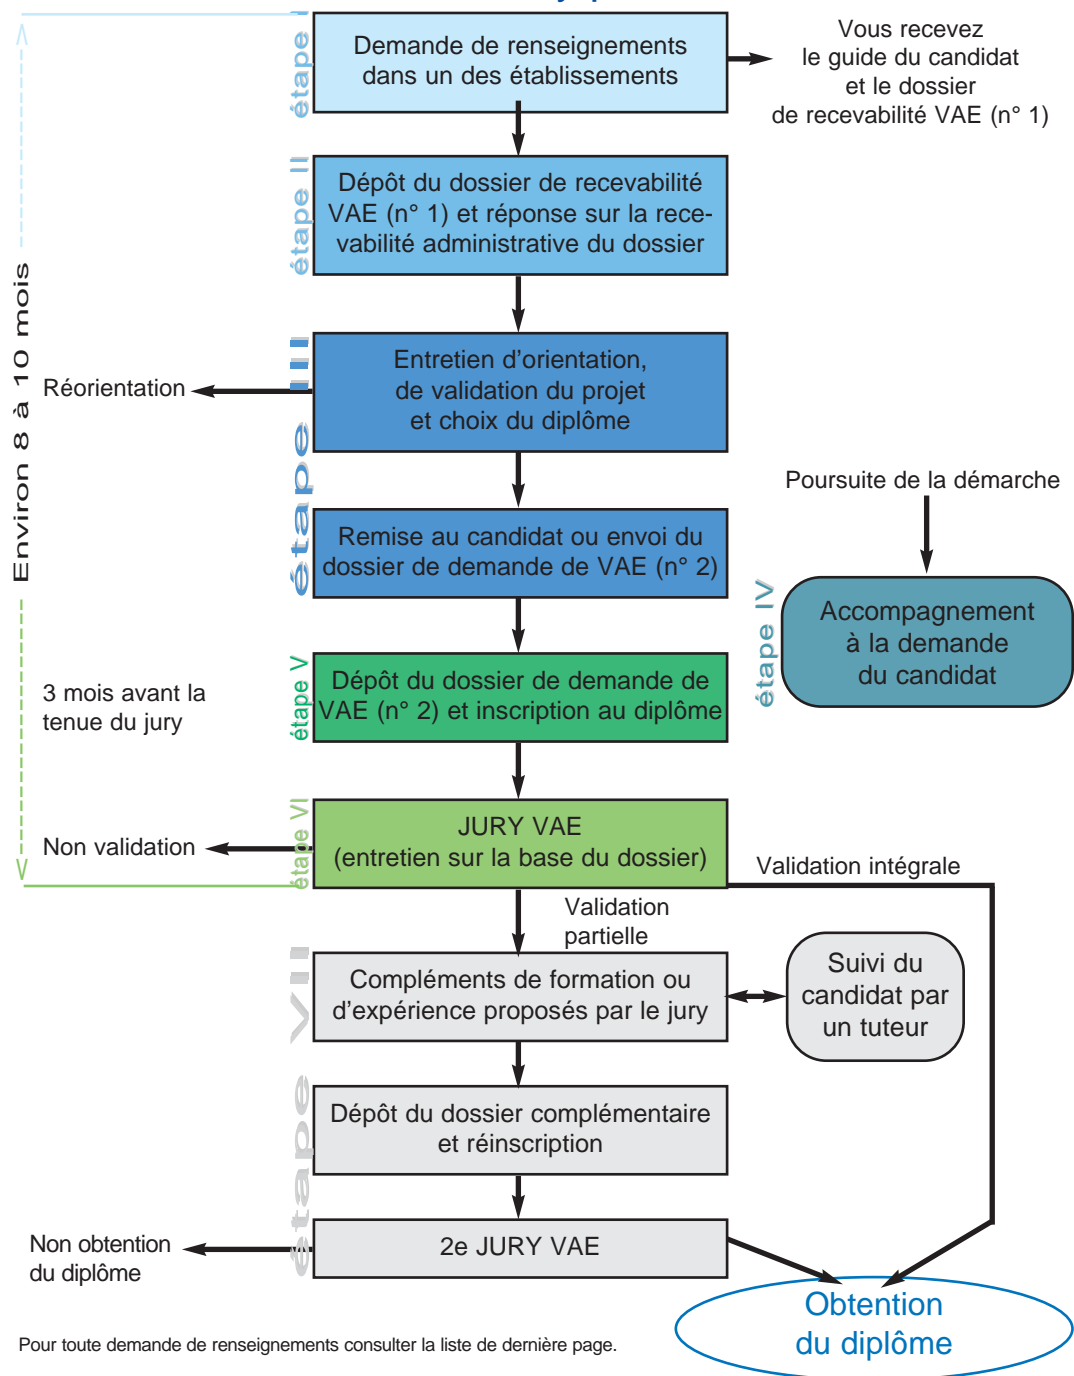 étape I
Demande de renseignements
dans un des établissements
Vous recevez
le guide du candidat
et le dossier
de recevabilité VAE (n° 1)
étape II
Dépôt du dossier de recevabilité
VAE (n° 1) et réponse sur la rece-
vabilité administrative du dossier
Environ 8 à 10 mois
étape III
Entretien d'orientation,
de validation du projet
et choix du diplôme
Réorientation
Poursuite de la démarche
Remise au candidat ou envoi du
dossier de demande de VAE (n° 2)
étape IV
Accompagnement
à la demande
du candidat
étape V
Dépôt du dossier de demande de
VAE (n° 2) et inscription au diplôme
3 mois avant la
tenue du jury
étape VI
JURY VAE
(entretien sur la base du dossier)
Non validation
Validation intégrale
Validation
partielle
étape VII
Compléments de formation ou
d'expérience proposés par le jury
Suivi du
candidat par
un tuteur
Dépôt du dossier complémentaire
et réinscription
2e JURY VAE
Non obtention
du diplôme
Obtention
du diplôme
Pour toute demande de renseignements consulter la liste de dernière page.